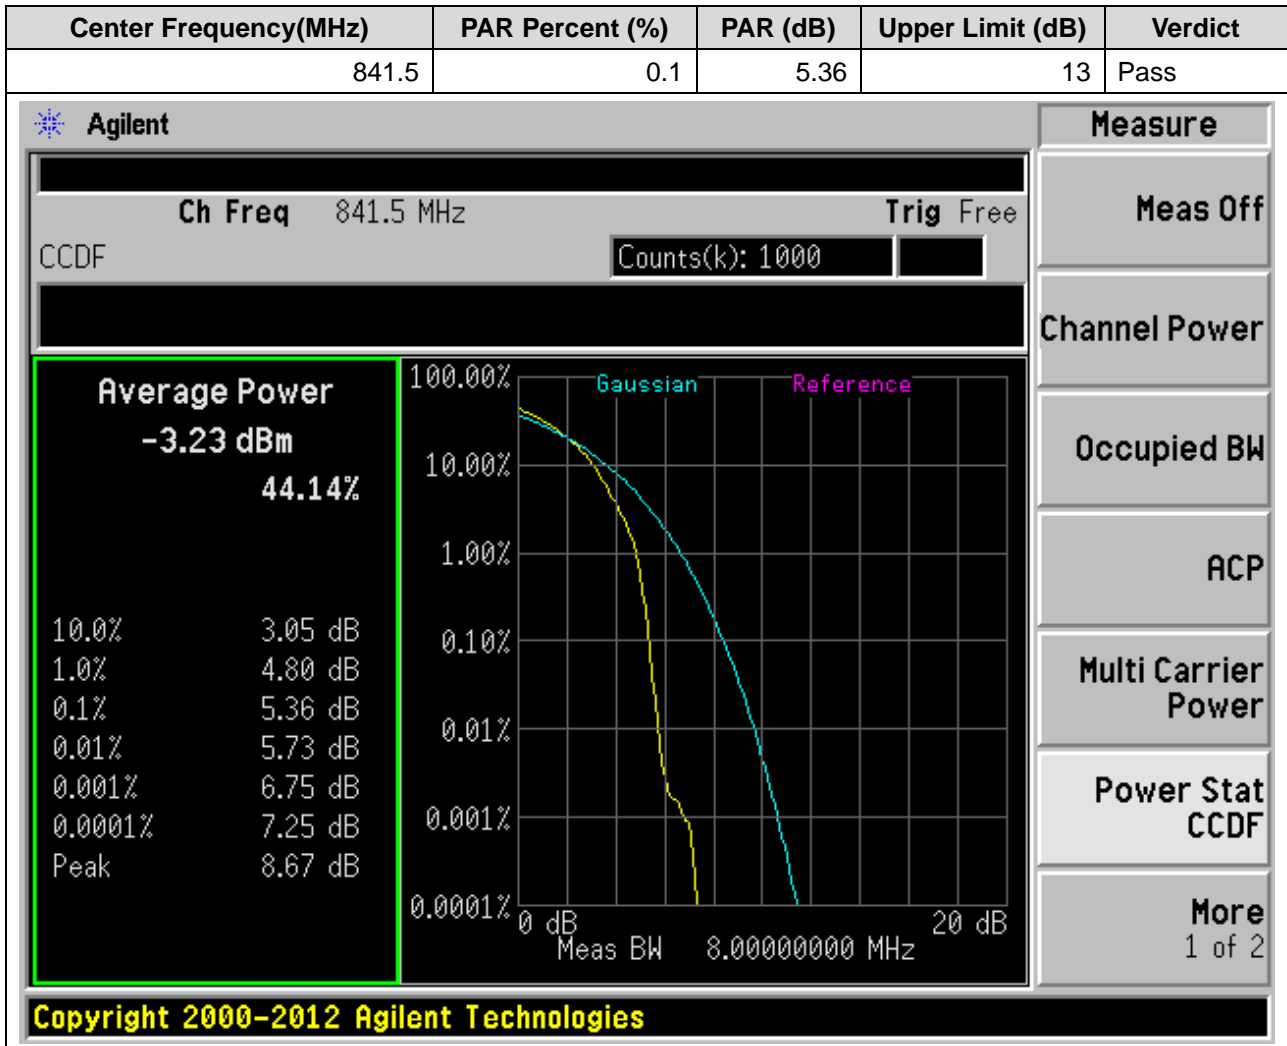 Center Frequency(MHz) PAR Percent (%) PAR (dB) Upper Limit (dB) Verdict
841.5 0.1 5.36 13 Pass
Agilent
Measure
Ch Freq 841.5 MHz Trig Free
CCDF Counts(k): 1000
Average Power
-3.23 dBm
44.14%
10.0% 3.05 dB
1.0% 4.80 dB
0.1% 5.36 dB
0.01% 5.73 dB
0.001% 6.75 dB
0.0001% 7.25 dB
Peak 8.67 dB
Gaussian Reference
100.00%
10.00%
1.00%
0.10%
0.01%
0.001%
0.0001%
0 dB 20 dB
Meas BW 8.00000000 MHz
Meas Off
Channel Power
Occupied BW
ACP
Multi Carrier
Power
Power Stat
CCDF
More
1 of 2
Copyright 2000-2012 Agilent Technologies